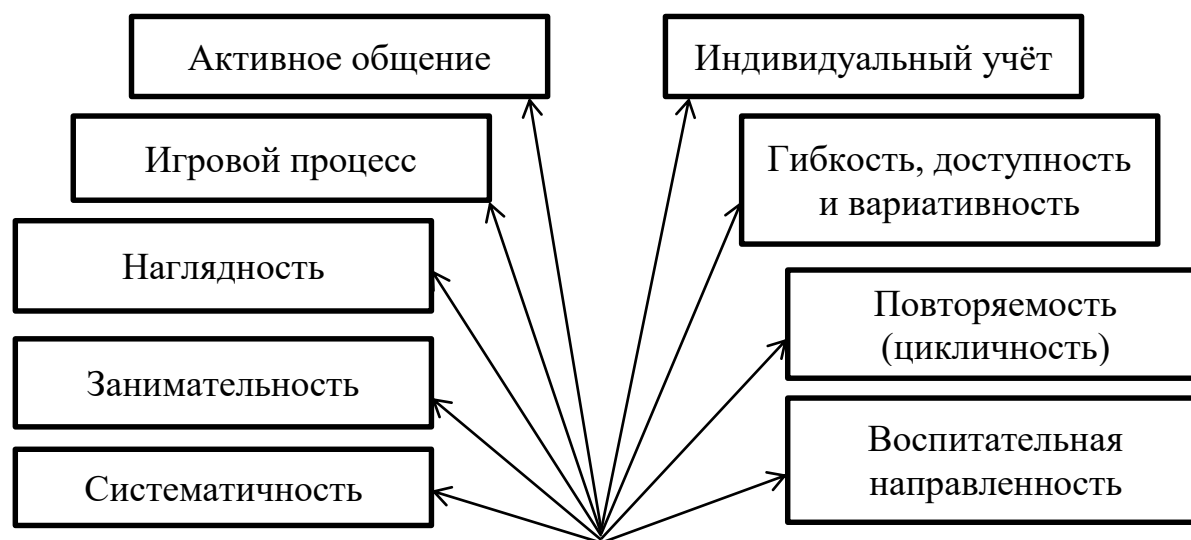 Активное общение
Индивидуальный учёт
Игровой процесс
Гибкость, доступность
и вариативность
Наглядность
Повторяемость
(цикличность)
Занимательность
Воспитательная
направленность
Систематичность